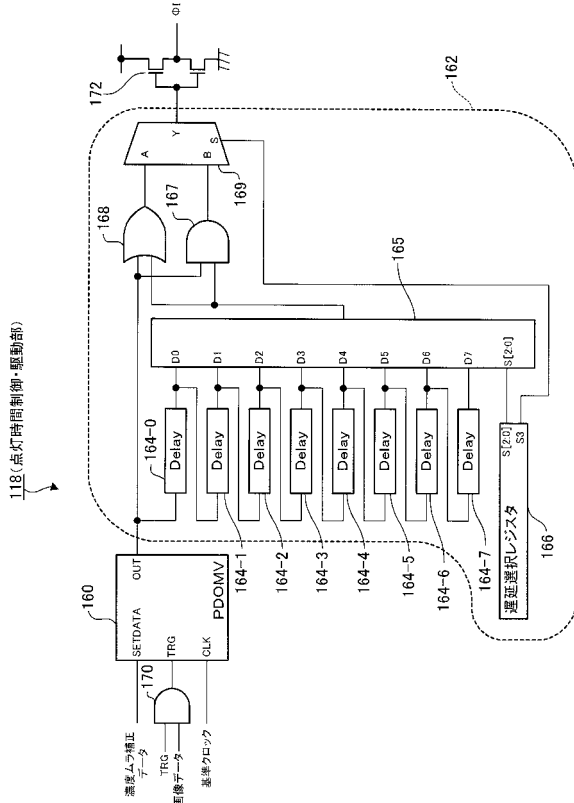 118(点灯時間制御・駆動部)
濃度ムラ補正
データ
TRG
画像データ
基準クロック
170
160
SETDATA
TRG
CLK
OUT
PDOMV
164-0
Delay
164-1
Delay
164-2
Delay
164-3
Delay
164-4
Delay
164-5
Delay
164-6
Delay
164-7
Delay
D0
D1
D2
D3
D4
D5
D6
D7
S[2:0]
165
S[2:0]
S3
遅延選択レジスタ
166
168
167
A
B
S
Y
169
162
172
ΦI